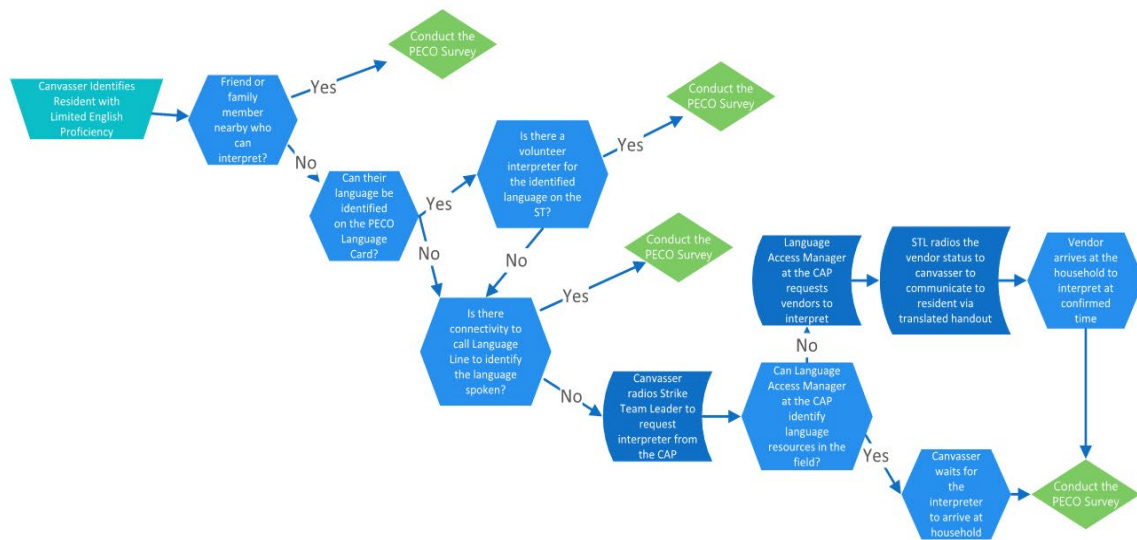 Canvasser Identifies
Resident with
Limited English
Proficiency
Friend or
family
member
nearby who
can
interpret?
Yes
Conduct the
PECO Survey
No
Can their
language be
identified
on the PECO
Language
Card?
Yes
Is there a
volunteer
interpreter for
the identified
language on the
ST?
Yes
Conduct the
PECO Survey
No
No
Is there
connectivity to
call Language
Line to identify
the language
spoken?
Yes
Conduct the
PECO Survey
No
Canvasser
radios Strike
Team Leader to
request
interpreter from
the CAP
Can Language
Access Manager
at the CAP
identify
language
resources in the
field?
No
Language
Access Manager
at the CAP
requests
vendors to
interpret
STL radios the
vendor status to
canvasser to
communicate to
resident via
translated handout
Vendor
arrives at the
household to
interpret at
confirmed
time
Yes
Canvasser
waits for
the
interpreter
to arrive at
household
Conduct the
PECO Survey